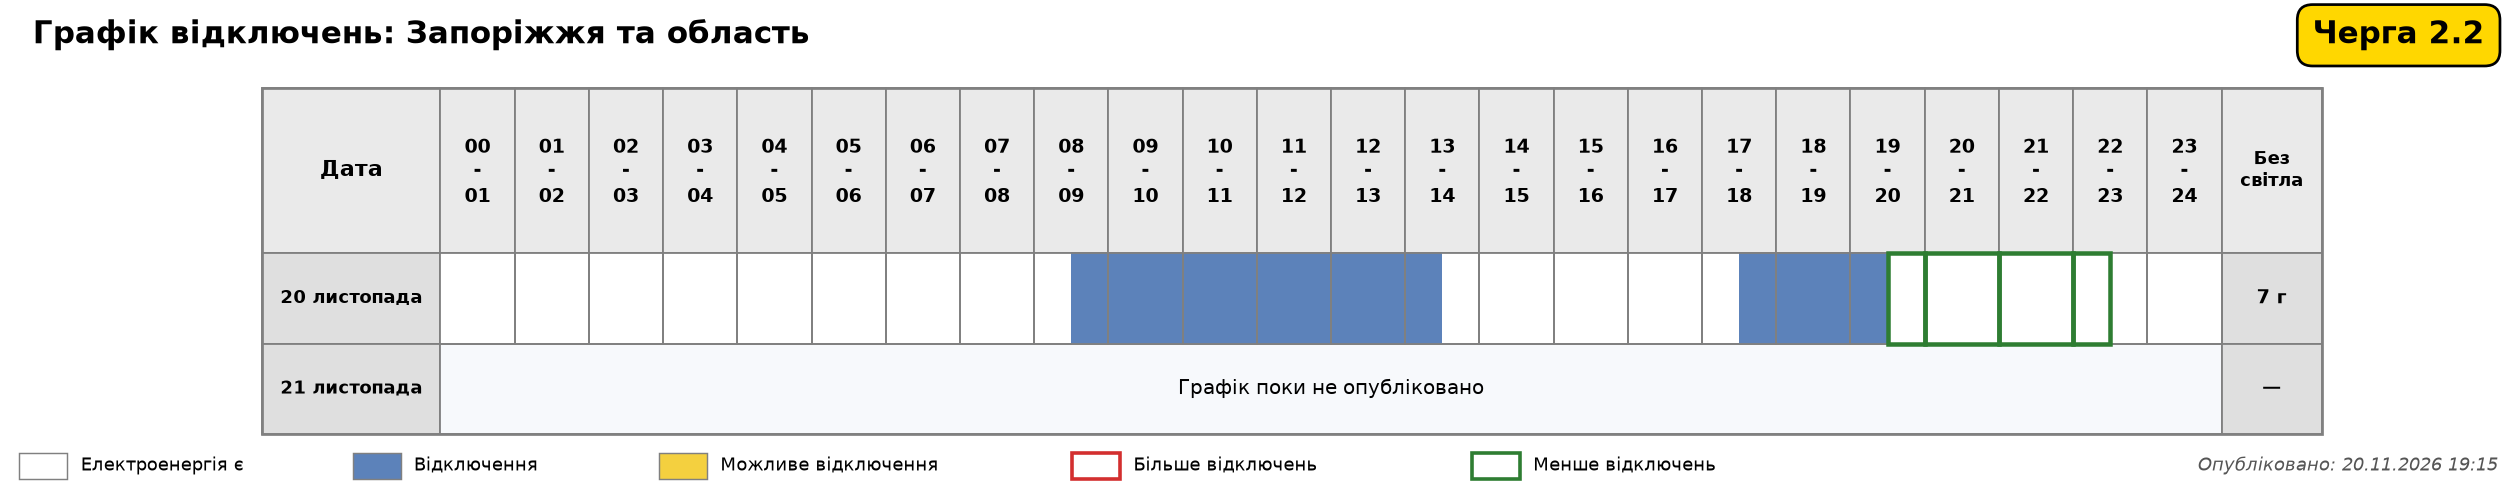 Графік відключень: Запоріжжя та область
Черга 2.2
Дата
00 - 01
01 - 02
02 - 03
03 - 04
04 - 05
05 - 06
06 - 07
07 - 08
08 - 09
09 - 10
10 - 11
11 - 12
12 - 13
13 - 14
14 - 15
15 - 16
16 - 17
17 - 18
18 - 19
19 - 20
20 - 21
21 - 22
22 - 23
23 - 24
Без
світла
20 листопада
7 г
21 листопада
Графік поки не опубліковано
—
Електроенергія є
Відключення
Можливе відключення
Більше відключень
Менше відключень
Опубліковано: 20.11.2026 19:15